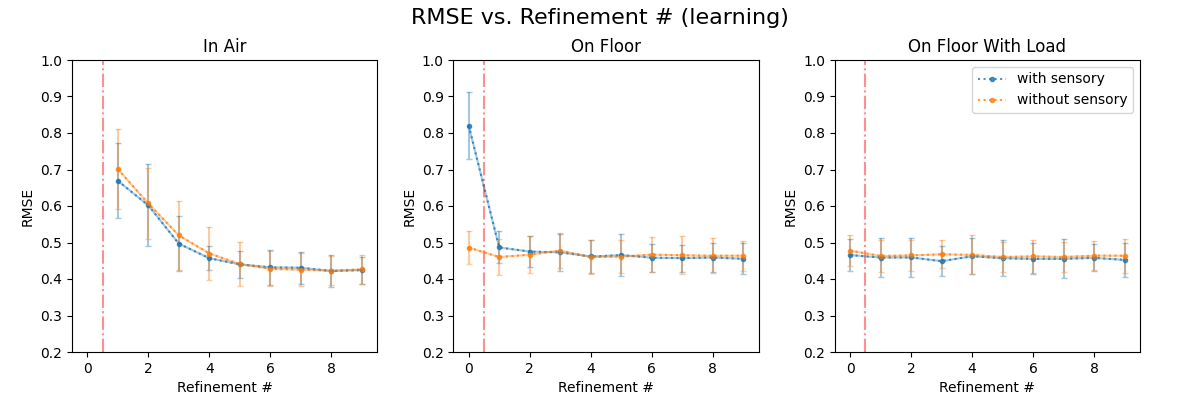 RMSE vs. Refinement # (learning)
In Air
1.0
0.9
0.8
0.7
0.6
0.5
0.4
0.3
0.2
RMSE
0 2 4 6 8
Refinement #
On Floor
1.0
0.9
0.8
0.7
0.6
0.5
0.4
0.3
0.2
RMSE
0 2 4 6 8
Refinement #
On Floor With Load
1.0
0.9
0.8
0.7
0.6
0.5
0.4
0.3
0.2
RMSE
with sensory
without sensory
0 2 4 6 8
Refinement #